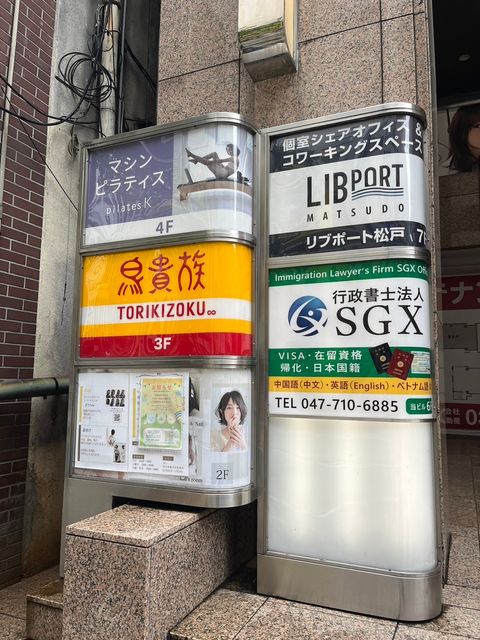 マシン
ピラティス
pilates K
4F
鳥貴族
TORIKIZOKU∞
3F
2F
個室シェアオフィス &
コワーキングスペース
LIBPORT
MATSUDO
リブポート松戸
Immigration Lawyer's Firm SGX
行政書士法人
SGX
VISA・在留資格
帰化・日本国籍
中国語(中文)・英語(English)・ベトナム
TEL 047-710-6885
当ビル6